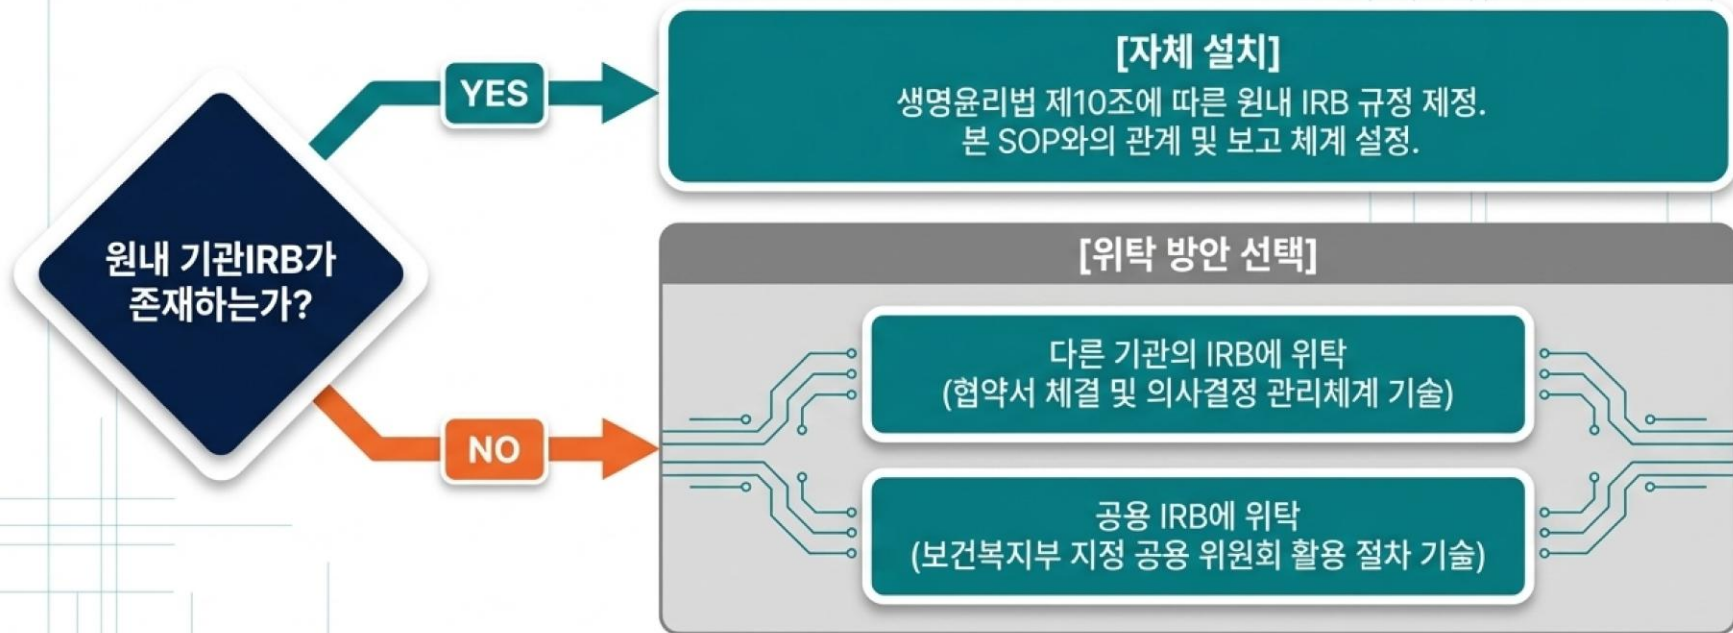 원내 기관IRB가
존재하는가?
YES
[자체 설치]
생명윤리법 제10조에 따른 원내 IRB 규정 제정.
본 SOP와의 관계 및 보고 체계 설정.
NO
[위탁 방안 선택]
다른 기관의 IRB에 위탁
(협약서 체결 및 의사결정 관리체계 기술)
공용 IRB에 위탁
(보건복지부 지정 공용 위원회 활용 절차 기술)